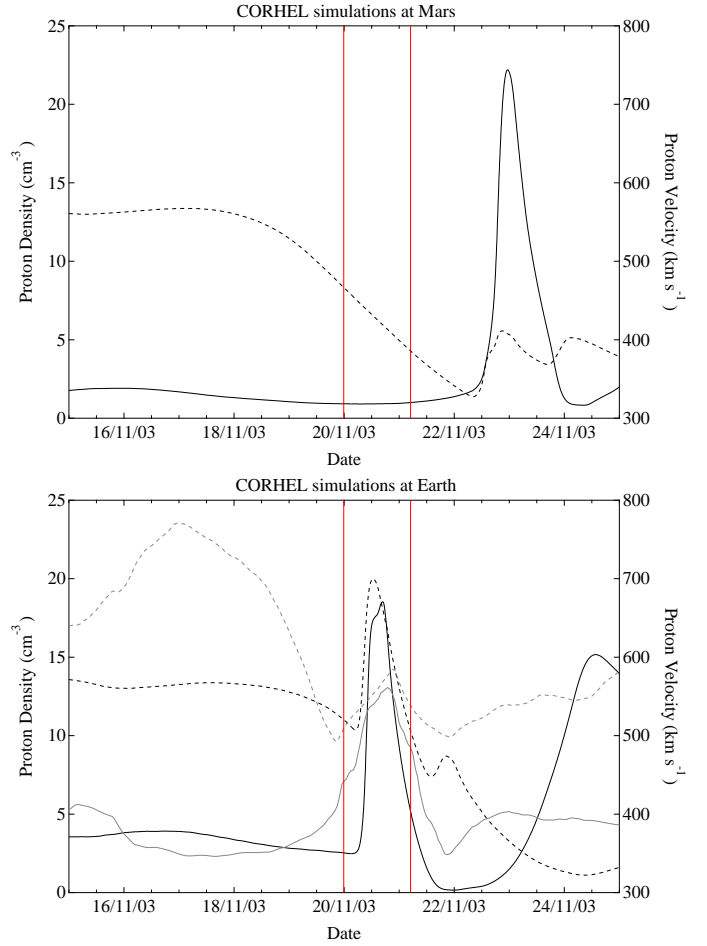 CORHEL simulations at Mars
25
20
15
10
5
0
Proton Density (cm⁻³)
800
700
600
500
400
300
Proton Velocity (km s⁻¹)
16/11/03 18/11/03 20/11/03 22/11/03 24/11/03
Date
CORHEL simulations at Earth
25
20
15
10
5
0
Proton Density (cm⁻³)
800
700
600
500
400
300
Proton Velocity (km s⁻¹)
16/11/03 18/11/03 20/11/03 22/11/03 24/11/03
Date